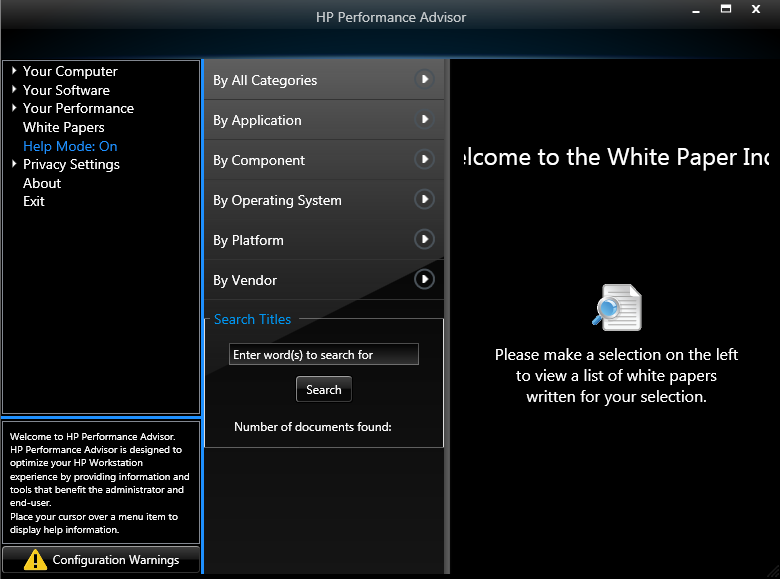 HP Performance Advisor
Your Computer
Your Software
Your Performance
White Papers
Help Mode: On
Privacy Settings
About
Exit
Welcome to HP Performance Advisor.
HP Performance Advisor is designed to
optimize your HP Workstation
experience by providing information and
tools that benefit the administrator and
end-user.
Place your cursor over a menu item to
display help information.
Configuration Warnings
By All Categories
By Application
By Component
By Operating System
By Platform
By Vendor
Search Titles
Enter word(s) to search for
Search
Number of documents found:
elcome to the White Paper Ind
Please make a selection on the left
to view a list of white papers
written for your selection.